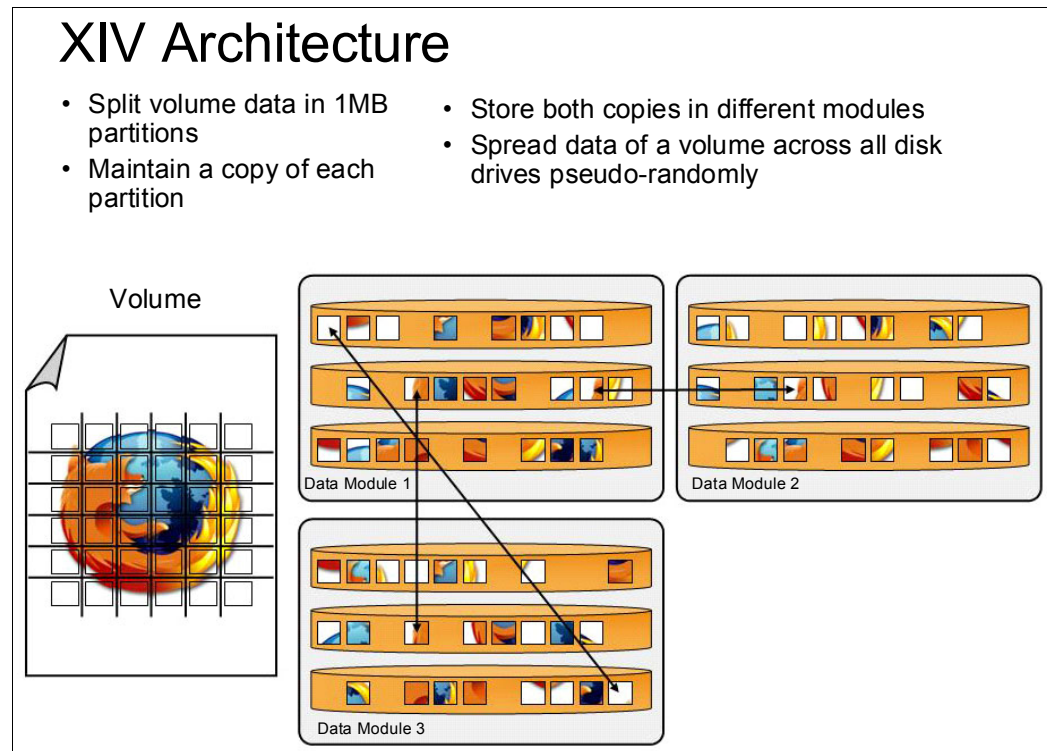 XIV Architecture
• Split volume data in 1MB
partitions
• Maintain a copy of each
partition
• Store both copies in different modules
• Spread data of a volume across all disk
drives pseudo-randomly
Volume
Data Module 1
Data Module 2
Data Module 3